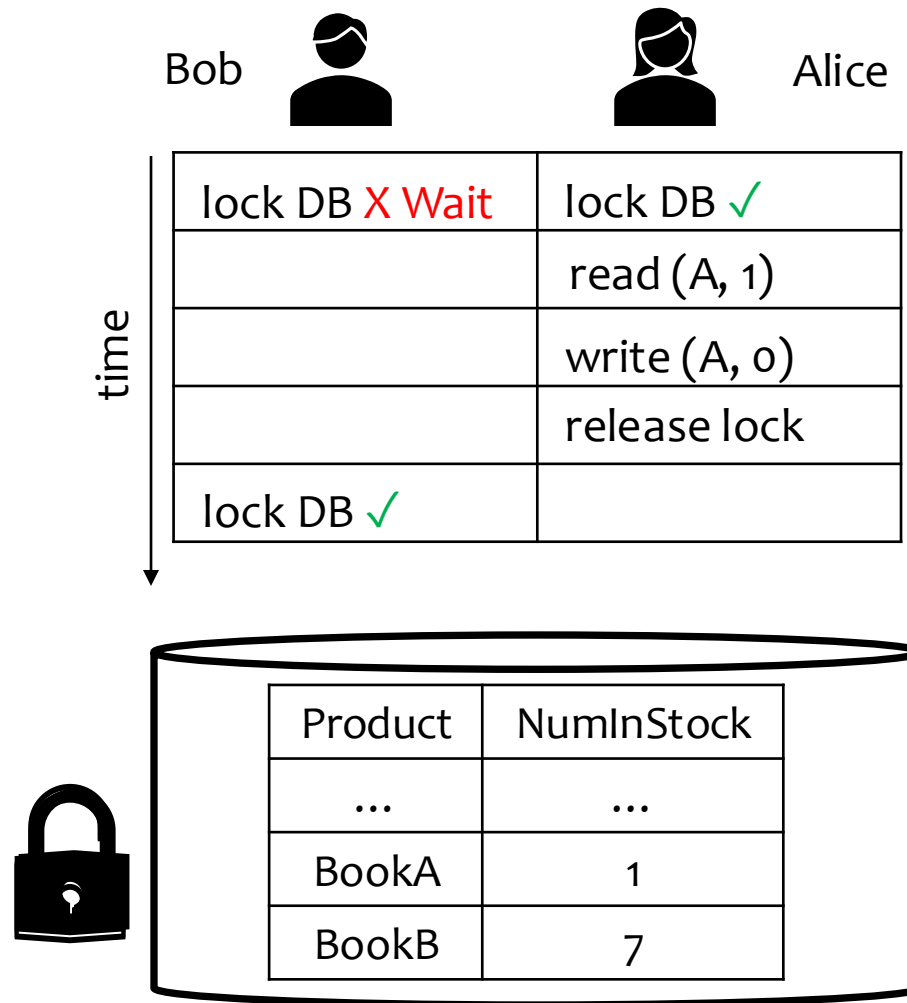 Bob
Alice
time
lock DB X Wait
lock DB ✓
read (A, 1)
write (A, 0)
release lock
lock DB ✓
Product
NumInStock
...
...
BookA
1
BookB
7